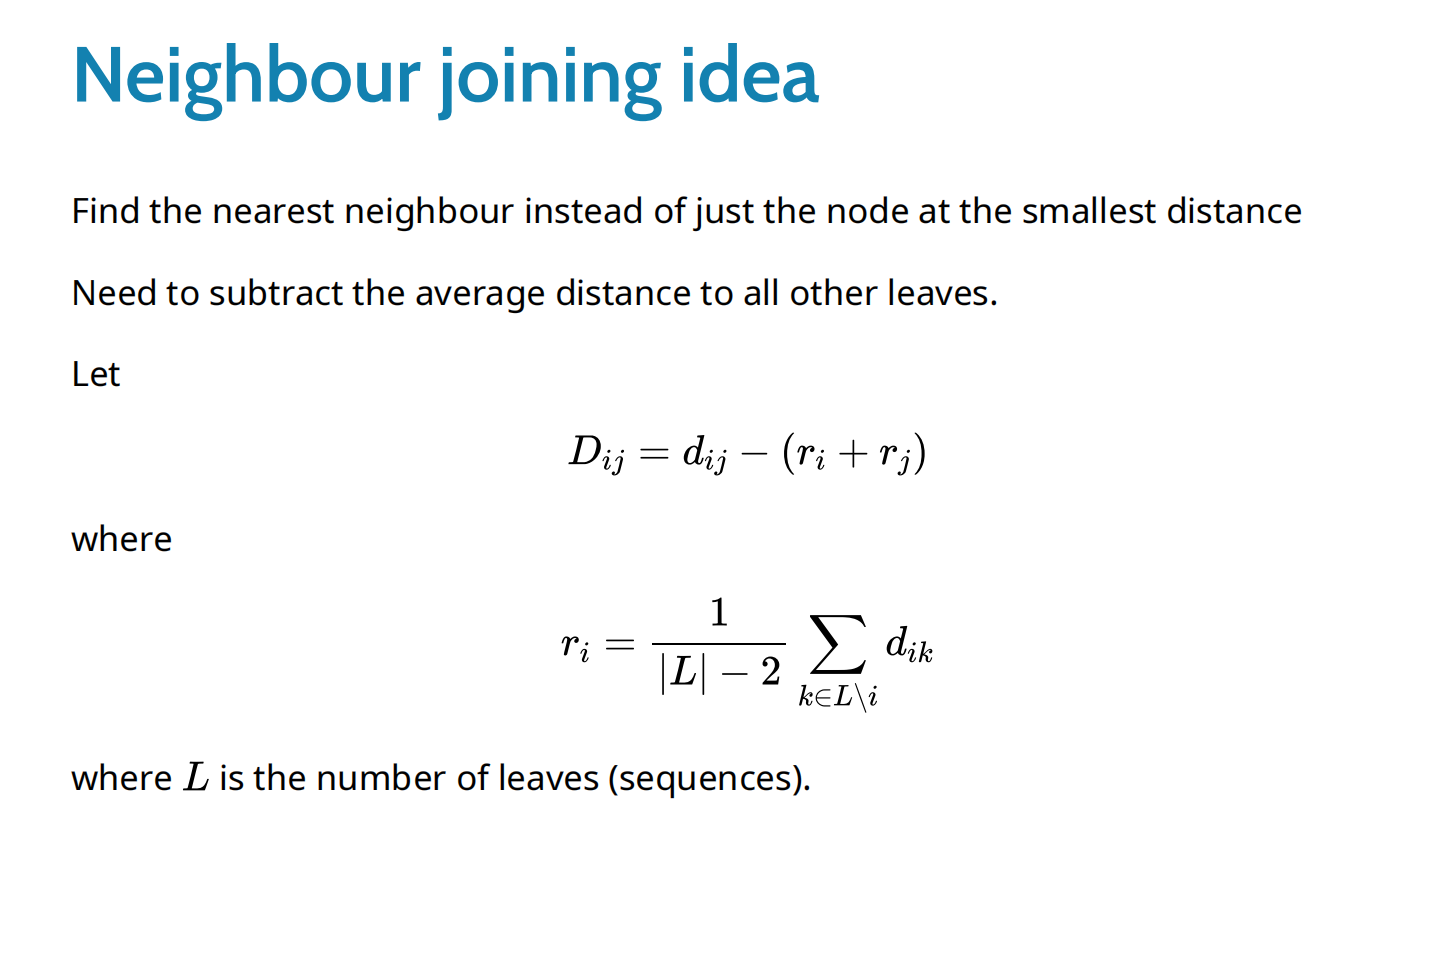 Neighbour joining idea
Find the nearest neighbour instead of just the node at the smallest distance
Need to subtract the average distance to all other leaves.
Let
$D_{ij} = d_{ij} - (r_i + r_j)$
where
$r_i = \frac{1}{|L| - 2} \sum_{k \in L \setminus i} d_{ik}$
where $L$ is the number of leaves (sequences).